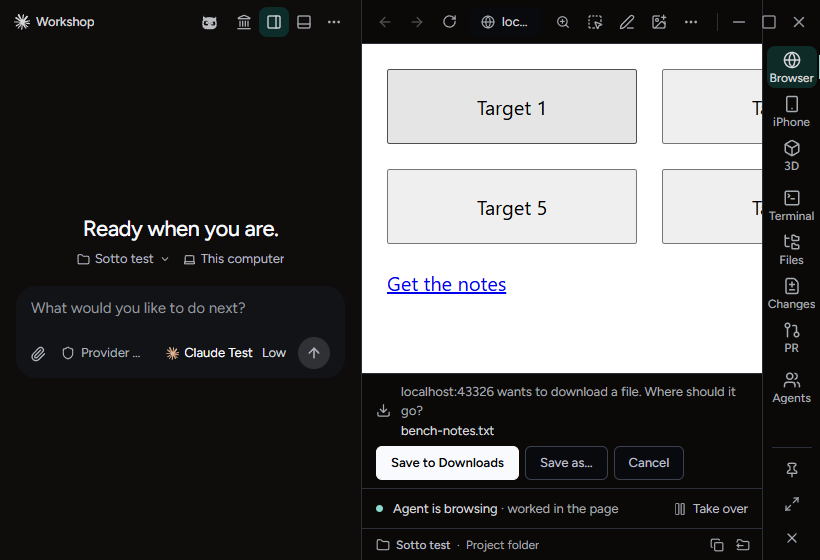 Workshop
loc...
Target 1
Target 5
Get the notes
Ready when you are.
Sotto test
This computer
What would you like to do next?
Provider ...
Claude Test
Low
localhost:43326 wants to download a file. Where should it
go?
bench-notes.txt
Save to Downloads
Save as...
Cancel
Agent is browsing · worked in the page
Take over
Sotto test · Project folder
Browser
iPhone
3D
Terminal
Files
Changes
PR
Agents